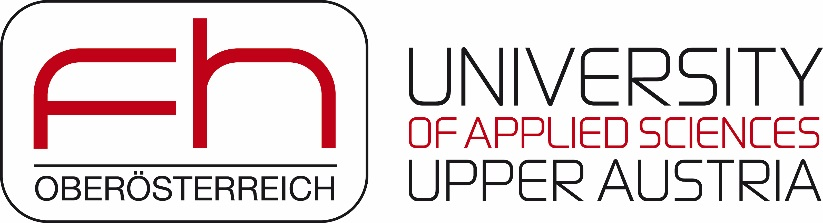 fh
OBERÖSTERREICH
UNIVERSITY
OF APPLIED SCIENCES
UPPER AUSTRIA